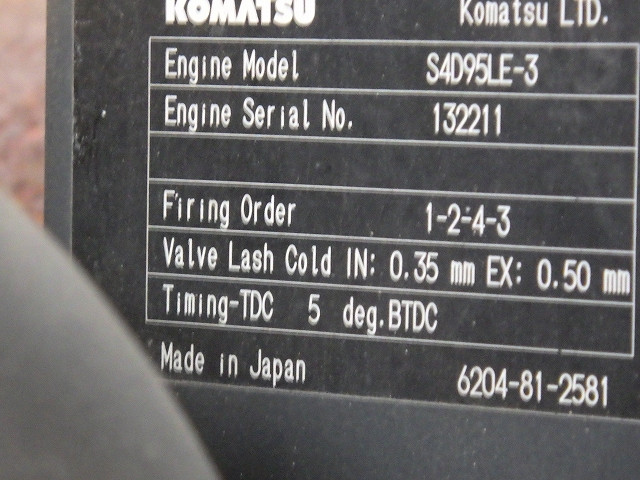 KOMATSU Komatsu LTD.
Engine Model S4D95LE-3
Engine Serial No. 132211
Firing Order 1-2-4-3
Valve Lash Cold IN: 0.35 mm EX: 0.50 mm
Timing-TDC 5 deg.BTDC
Made in Japan 6204-81-2581